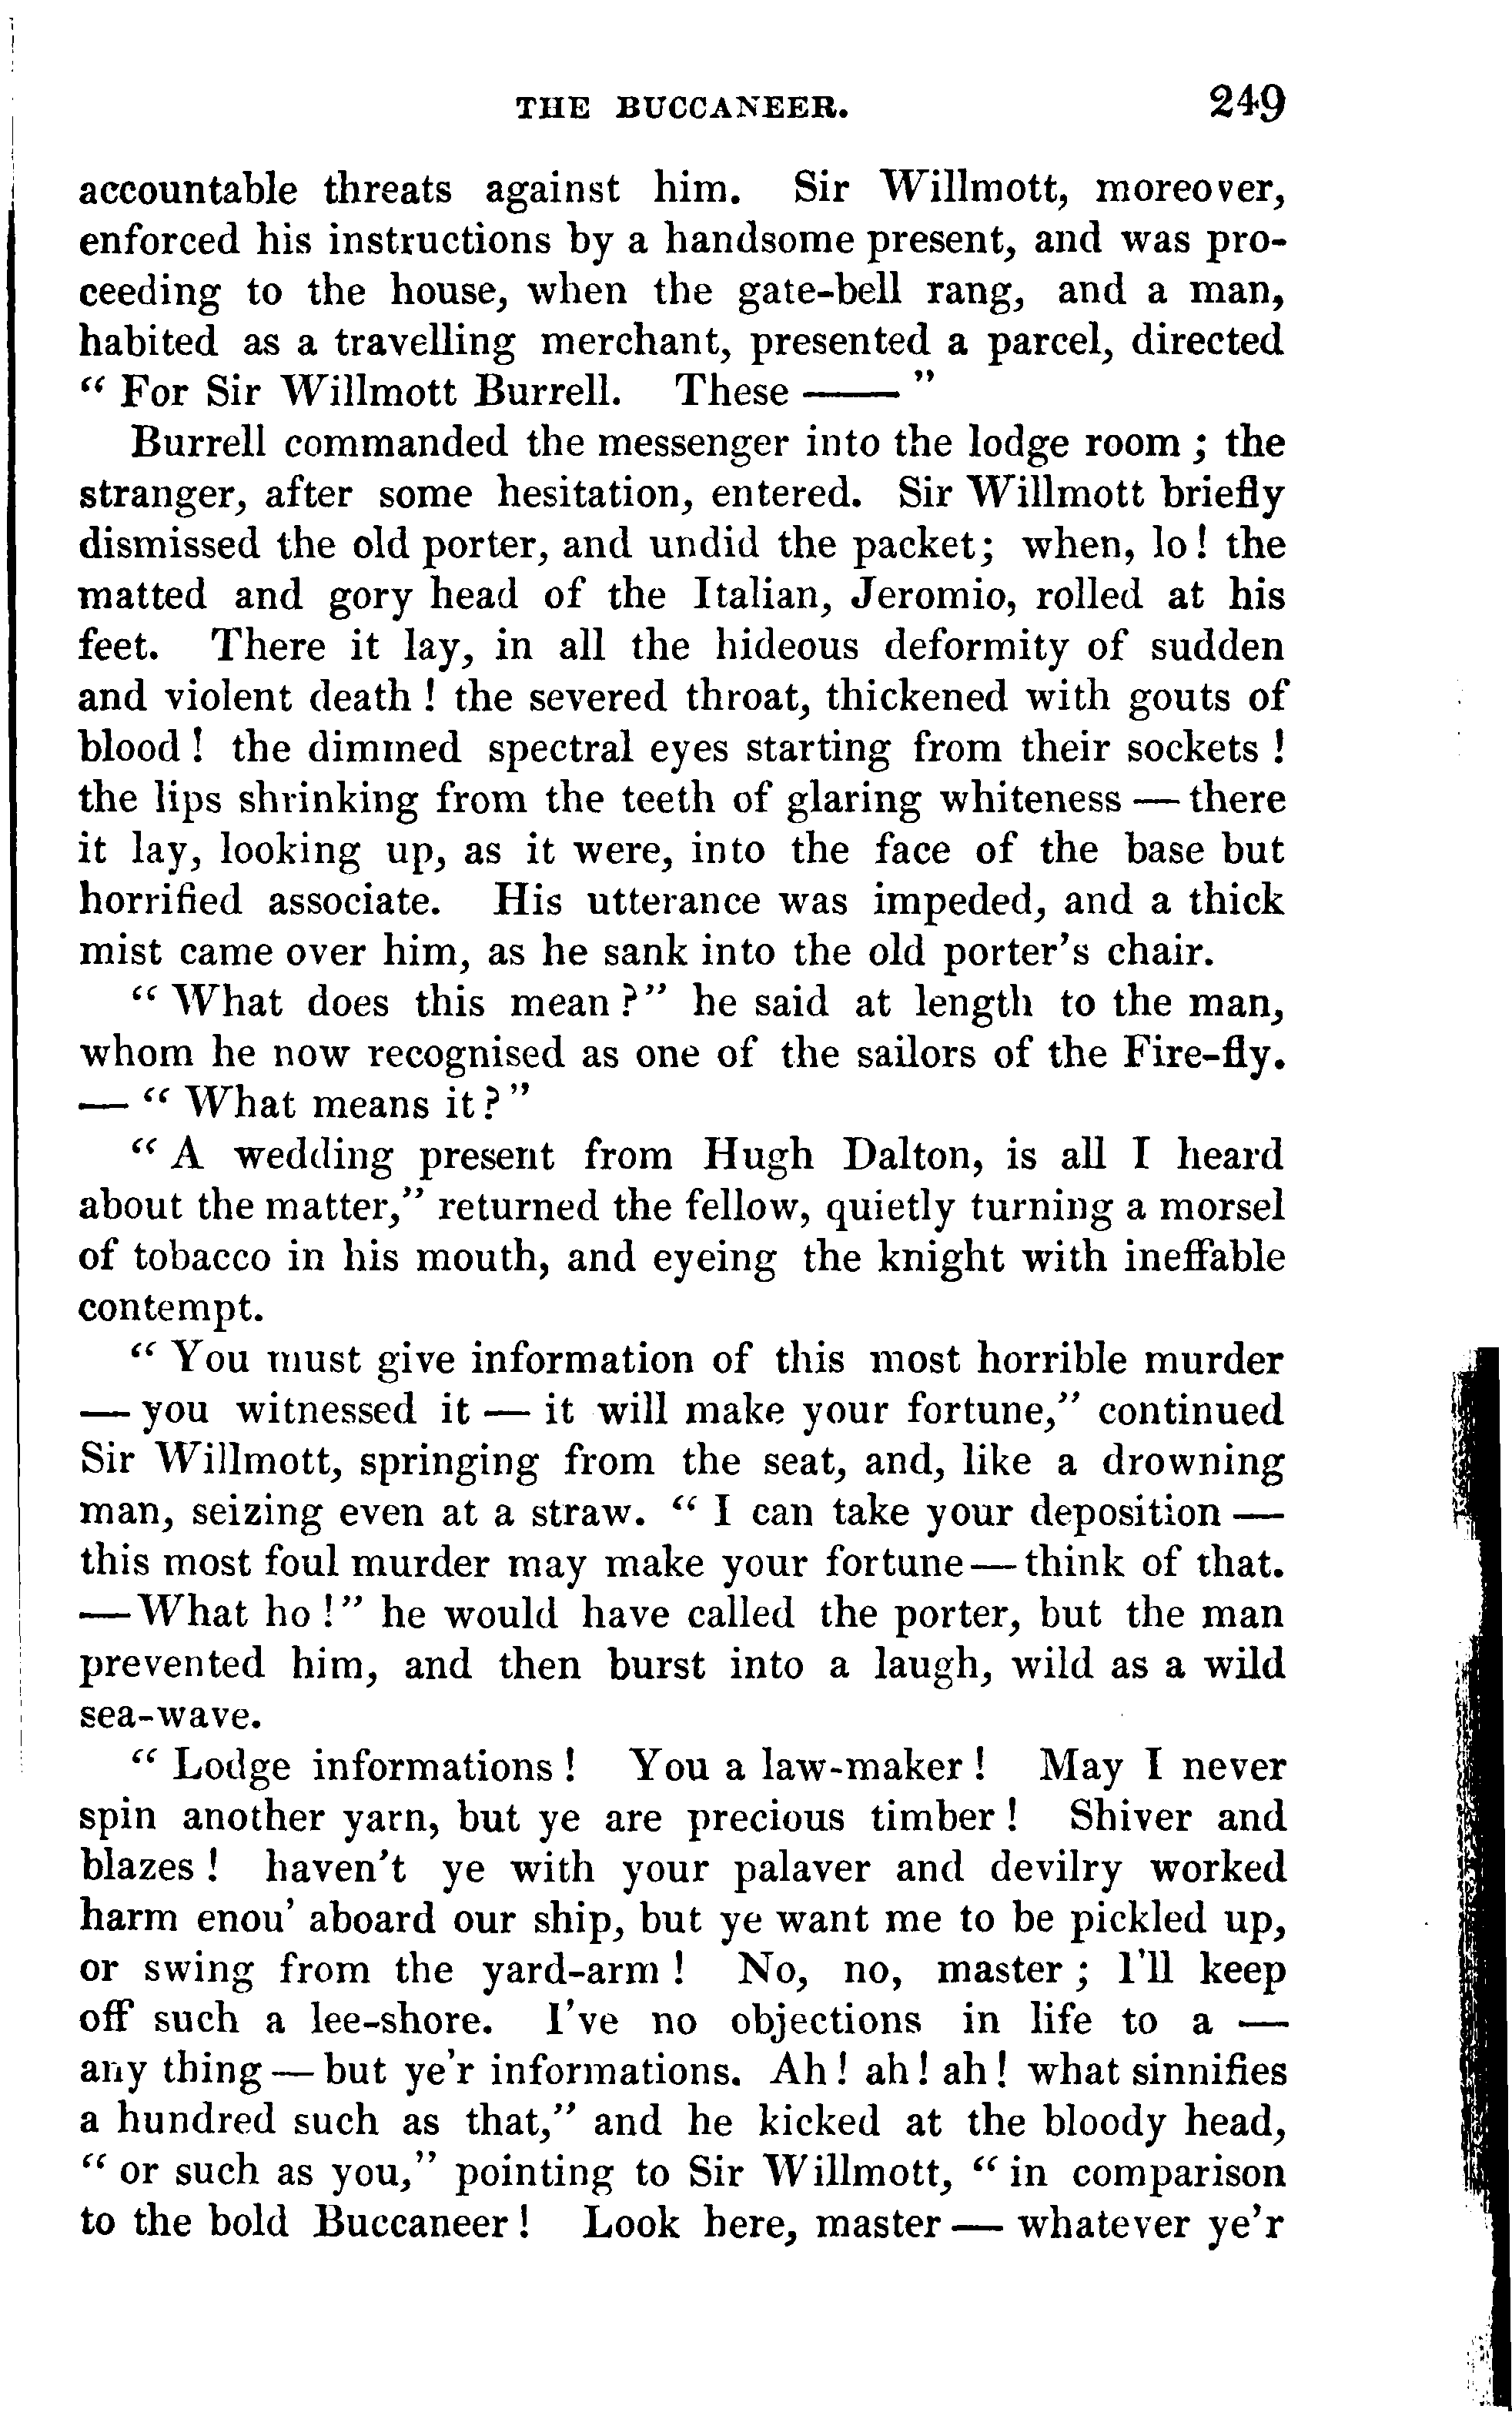 THE BUCCANEER. 249
accountable threats against him. Sir Willmott, moreover,
enforced his instructions by a handsome present, and was pro-
ceeding to the house, when the gate-bell rang, and a man,
habited as a travelling merchant, presented a parcel, directed
“ For Sir Willmott Burrell. These —— ”
Burrell commanded the messenger into the lodge room ; the
stranger, after some hesitation, entered. Sir Willmott briefly
dismissed the old porter, and undid the packet; when, lo ! the
matted and gory head of the Italian, Jeromio, rolled at his
feet. There it lay, in all the hideous deformity of sudden
and violent death ! the severed throat, thickened with gouts of
blood ! the dimmed spectral eyes starting from their sockets !
the lips shrinking from the teeth of glaring whiteness — there
it lay, looking up, as it were, into the face of the base but
horrified associate. His utterance was impeded, and a thick
mist came over him, as he sank into the old porter’s chair.
“ What does this mean ?” he said at length to the man,
whom he now recognised as one of the sailors of the Fire-fly.
— “ What means it ? ”
“ A wedding present from Hugh Dalton, is all I heard
about the matter,” returned the fellow, quietly turning a morsel
of tobacco in his mouth, and eyeing the knight with ineffable
contempt.
“ You must give information of this most horrible murder
— you witnessed it — it will make your fortune,” continued
Sir Willmott, springing from the seat, and, like a drowning
man, seizing even at a straw. “ I can take your deposition —
this most foul murder may make your fortune — think of that.
— What ho !” he would have called the porter, but the man
prevented him, and then burst into a laugh, wild as a wild
sea-wave.
“ Lodge informations ! You a law-maker ! May I never
spin another yarn, but ye are precious timber ! Shiver and
blazes ! haven’t ye with your palaver and devilry worked
harm enou’ aboard our ship, but ye want me to be pickled up,
or swing from the yard-arm ! No, no, master ; I’ll keep
off such a lee-shore. I’ve no objections in life to a —
any thing — but ye’r informations. Ah ! ah ! ah ! what sinnifies
a hundred such as that,” and he kicked at the bloody head,
“ or such as you,” pointing to Sir Willmott, “ in comparison
to the bold Buccaneer ! Look here, master — whatever ye’r